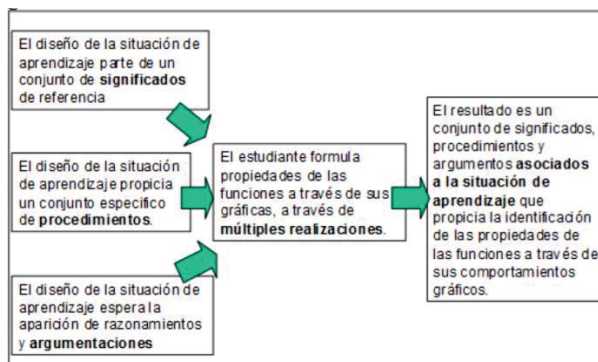 El diseño de la situación de
aprendizaje parte de un
conjunto de significados
de referencia
El diseño de la situación
de aprendizaje propicia
un conjunto especifico
de procedimientos.
El diseño de la situación de
aprendizaje espera la
aparición de razonamientos
y argumentaciones
El estudiante formula
propiedades de las
funciones a través de sus
gráficas, a través de
múltiples realizaciones.
El resultado es un
conjunto de significados,
procedimientos y
argumentos asociados
a la situación de
aprendizaje que
propicia la identificación
de las propiedades de
las funciones a través de
sus comportamientos
gráficos.